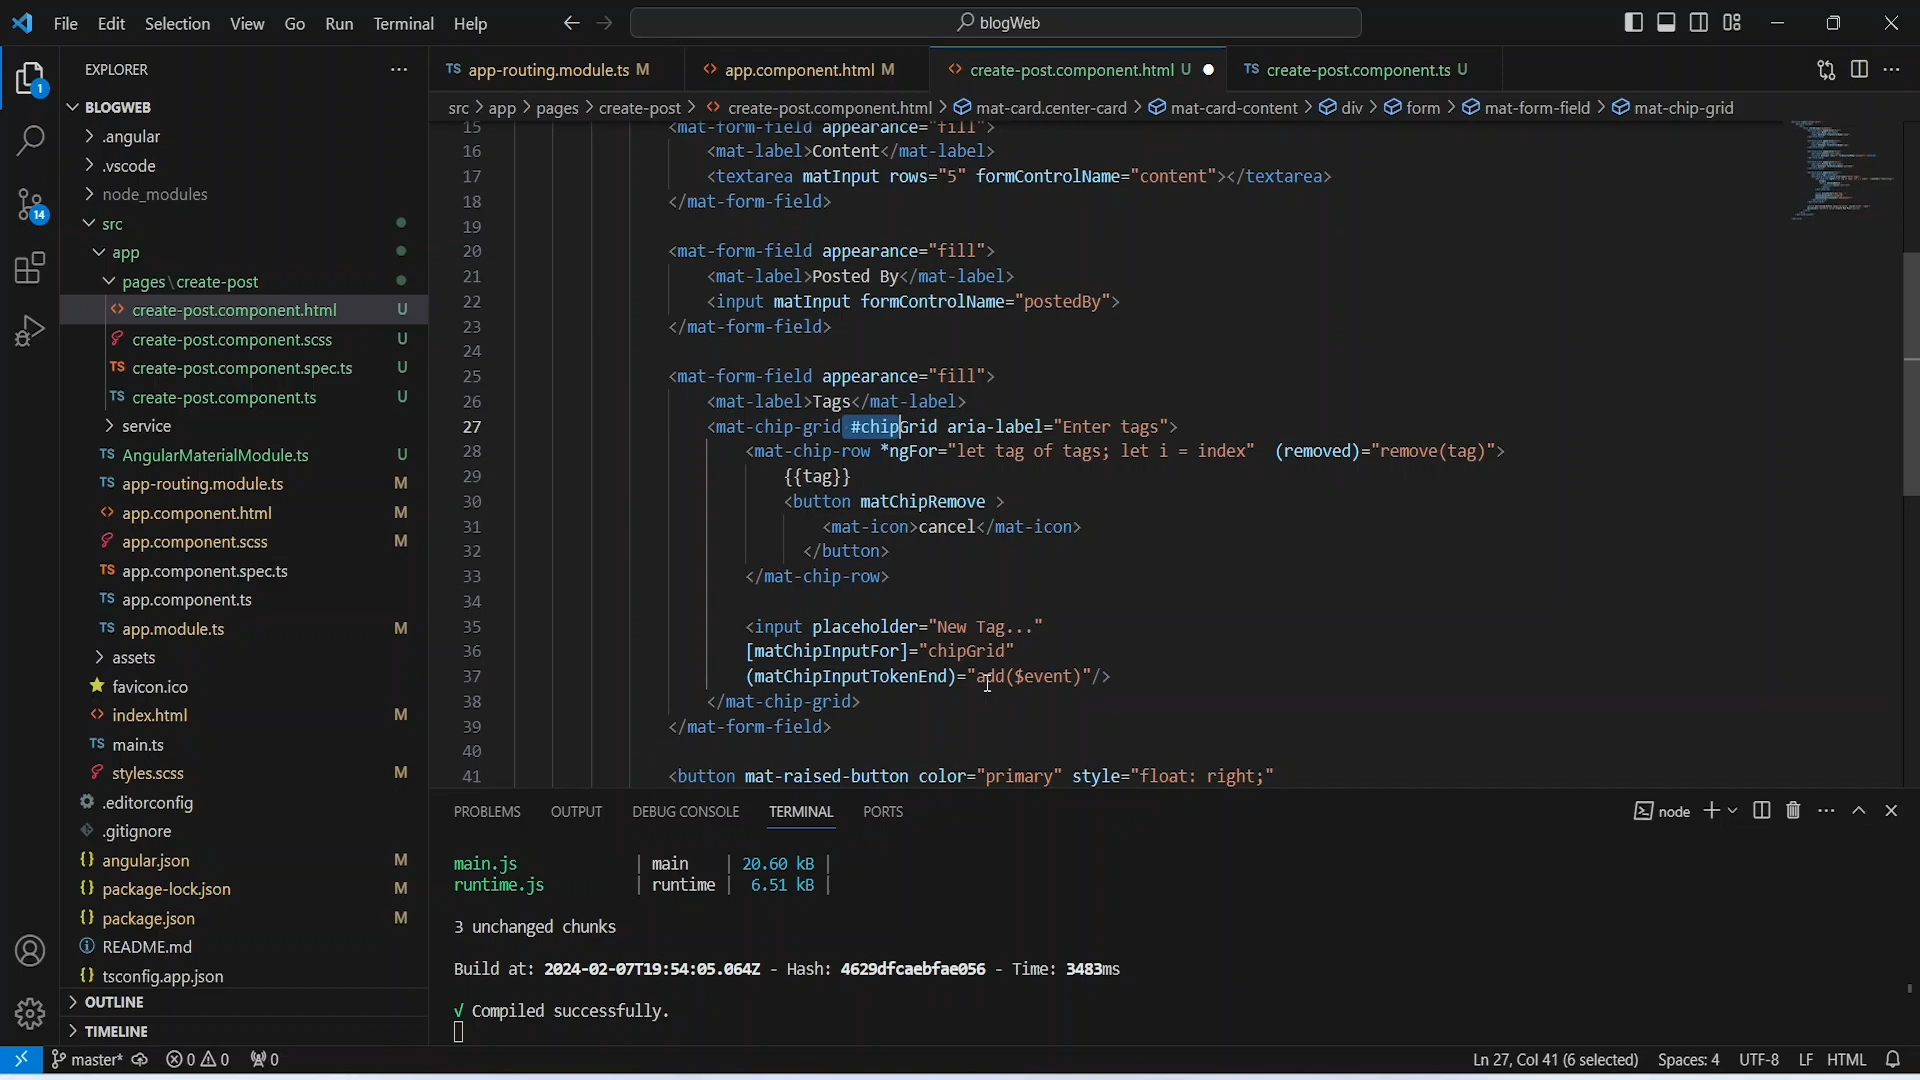 File Edit Selection View Go Run Terminal Help
blogWeb
EXPLORER
BLOGWEB
.angular
.vscode
node_modules
src
app
pages\create-post
create-post.component.html U
create-post.component.scss U
create-post.component.spec.ts U
create-post.component.ts U
service
TS AngularMaterialModule.ts U
TS app-routing.module.ts M
app.component.html M
app.component.scss M
TS app.component.spec.ts
TS app.component.ts
TS app.module.ts M
assets
favicon.ico
index.html M
TS main.ts
styles.scss M
.editorconfig
.gitignore
angular.json M
package-lock.json M
package.json M
README.md
tsconfig.app.json
OUTLINE
TIMELINE
TS app-routing.module.ts M app.component.html M create-post.component.html U TS create-post.component.ts U
src > app > pages > create-post > create-post.component.html > mat-card.center-card > mat-card-content > div > form > mat-form-field > mat-chip-grid
15 <mat-form-field appearance="fill">
16 <mat-label>Content</mat-label>
17 <textarea matInput rows="5" formControlName="content"></textarea>
18 </mat-form-field>
19
20 <mat-form-field appearance="fill">
21 <mat-label>Posted By</mat-label>
22 <input matInput formControlName="postedBy">
23 </mat-form-field>
24
25 <mat-form-field appearance="fill">
26 <mat-label>Tags</mat-label>
27 <mat-chip-grid #chipGrid aria-label="Enter tags">
28 <mat-chip-row *ngFor="let tag of tags; let i = index" (removed)="remove(tag)">
29 {{tag}}
30 <button matChipRemove >
31 <mat-icon>cancel</mat-icon>
32 </button>
33 </mat-chip-row>
34
35 <input placeholder="New Tag..."
36 [matChipInputFor]="chipGrid"
37 (matChipInputTokenEnd)="add($event)"/>
38 </mat-chip-grid>
39 </mat-form-field>
40
41 <button mat-raised-button color="primary" style="float: right;"
PROBLEMS OUTPUT DEBUG CONSOLE TERMINAL PORTS
node
main.js | main | 20.60 kB |
runtime.js | runtime | 6.51 kB |
3 unchanged chunks
Build at: 2024-02-07T19:54:05.064Z - Hash: 4629dfcaebfae056 - Time: 3483ms
√ Compiled successfully.
1
14
master* 0 0 0 Ln 27, Col 41 (6 selected) Spaces: 4 UTF-8 LF HTML